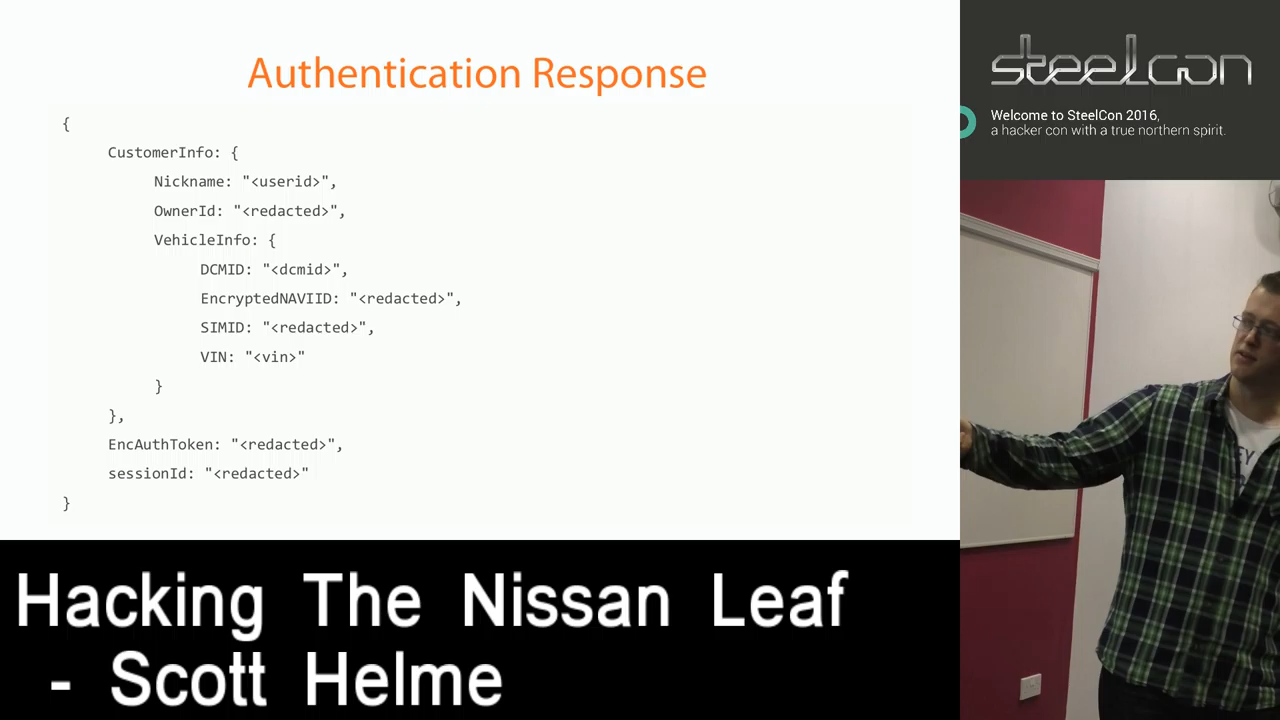 Authentication Response
{
CustomerInfo: {
Nickname: "<userid>",
OwnerId: "<redacted>",
VehicleInfo: {
DCMID: "<dcmid>",
EncryptedNAVIID: "<redacted>",
SIMID: "<redacted>",
VIN: "<vin>"
}
},
EncAuthToken: "<redacted>",
sessionId: "<redacted>"
}
steelcon
Welcome to SteelCon 2016,
a hacker con with a true northern spirit.
Hacking The Nissan Leaf
- Scott Helme